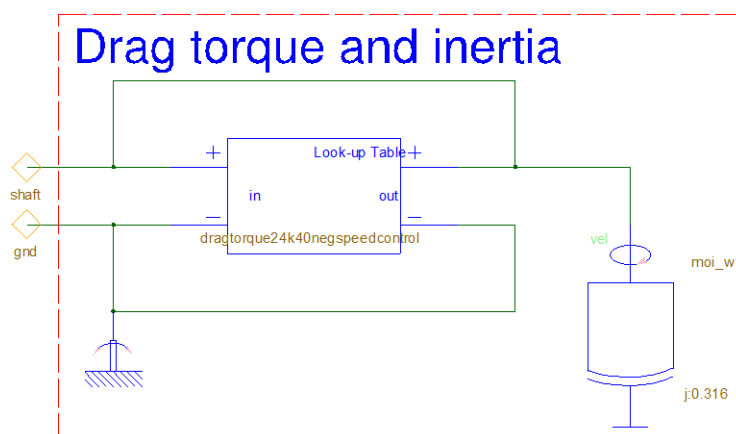 Drag torque and inertia
+ Look-up Table +
shaft
in out
gnd
− −
dragtorque24k40negspeedcontrol
vel
moi_w
j:0.316